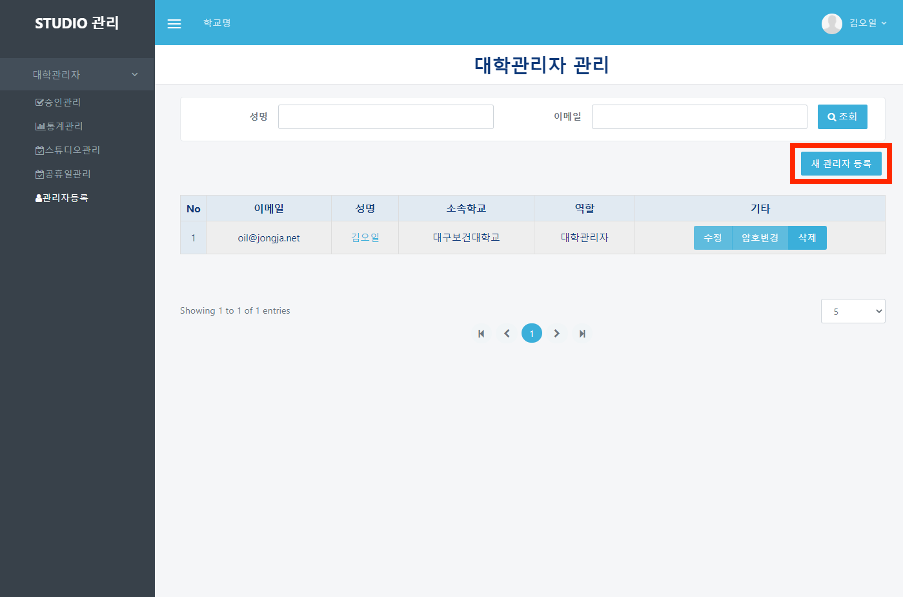 STUDIO 관리
학교명
김오일
대학관리자
승인관리
통계관리
스튜디오관리
공휴일관리
관리자등록
대학관리자 관리
성명
이메일
조회
새 관리자 등록
No 이메일 성명 소속학교 역할 기타
1 oil@jongja.net 김오일 대구보건대학교 대학관리자 수정 암호변경 삭제
Showing 1 to 1 of 1 entries
5
1